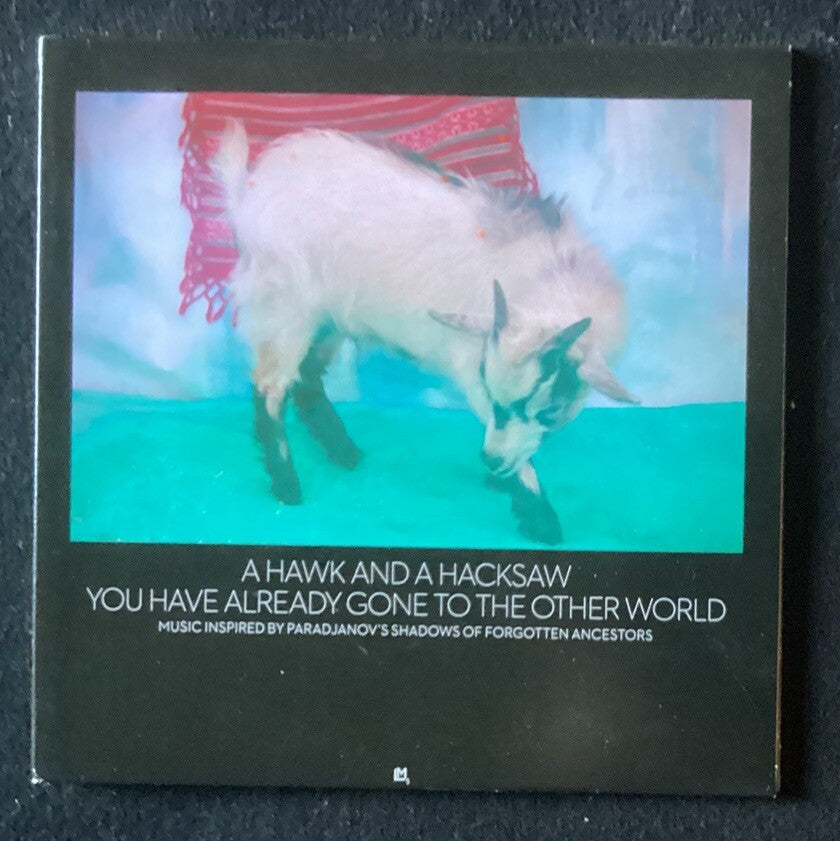 A HAWK AND A HACKSAW
YOU HAVE ALREADY GONE TO THE OTHER WORLD
MUSIC INSPIRED BY PARADJANOV'S SHADOWS OF FORGOTTEN ANCESTORS